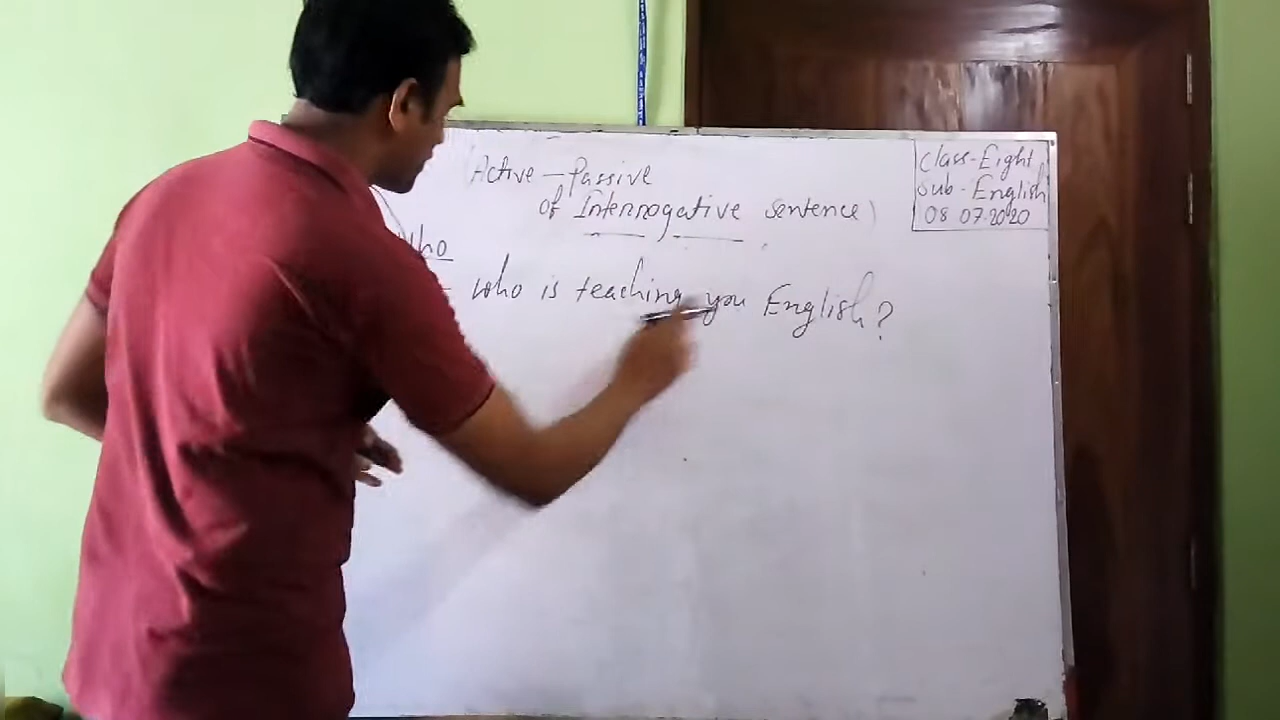 (Active – Passive
of Interrogative sentence)
Class-Eight
Sub - English
08 07.2020
who
who is teaching you English?